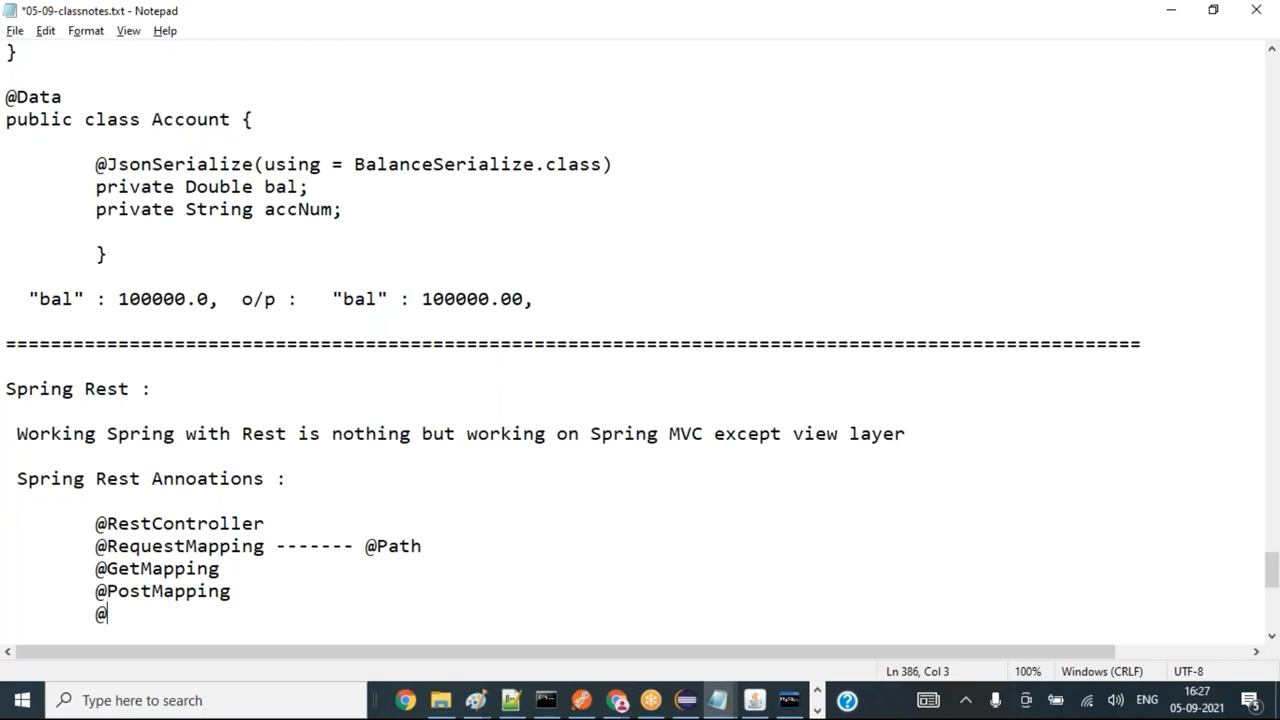 *05-09-classnotes.txt - Notepad
File Edit Format View Help
}
@Data
public class Account {
@JsonSerialize(using = BalanceSerialize.class)
private Double bal;
private String accNum;
}
"bal" : 100000.0, o/p : "bal" : 100000.00,
=====================================================================================================
Spring Rest :
Working Spring with Rest is nothing but working on Spring MVC except view layer
Spring Rest Annoations :
@RestController
@RequestMapping ------- @Path
@GetMapping
@PostMapping
@
Ln 386, Col 3 100% Windows (CRLF) UTF-8
Type here to search
ENG
16:27
05-09-2021
5